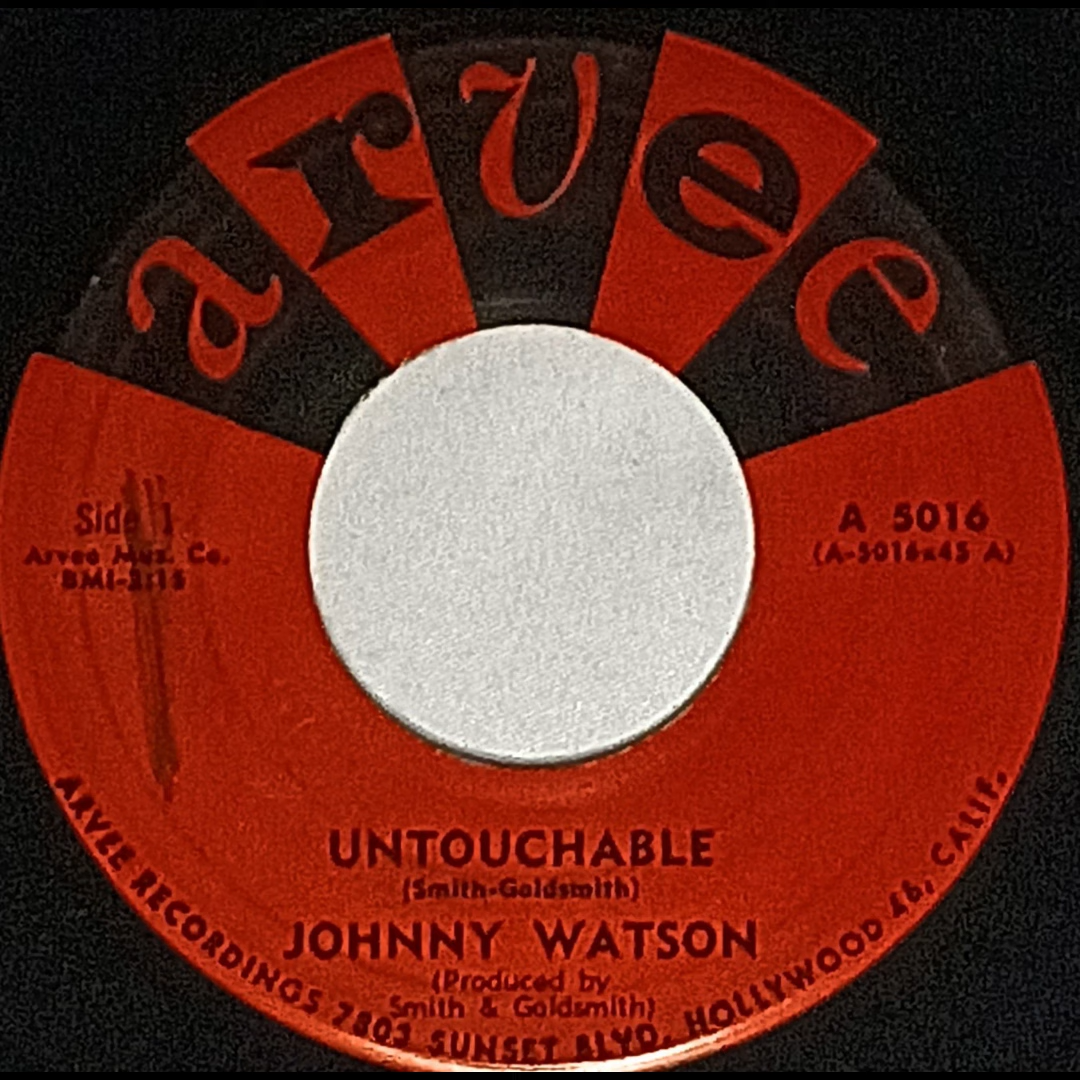 arvee
Side 1
Arvee Mus. Co.
BMI-2:15
A 5016
(A-5016x45 A)
UNTOUCHABLE
(Smith-Goldsmith)
JOHNNY WATSON
(Produced by
Smith & Goldsmith)
ARVEE RECORDINGS 7803 SUNSET BLVD. HOLLYWOOD 46, CALIF.